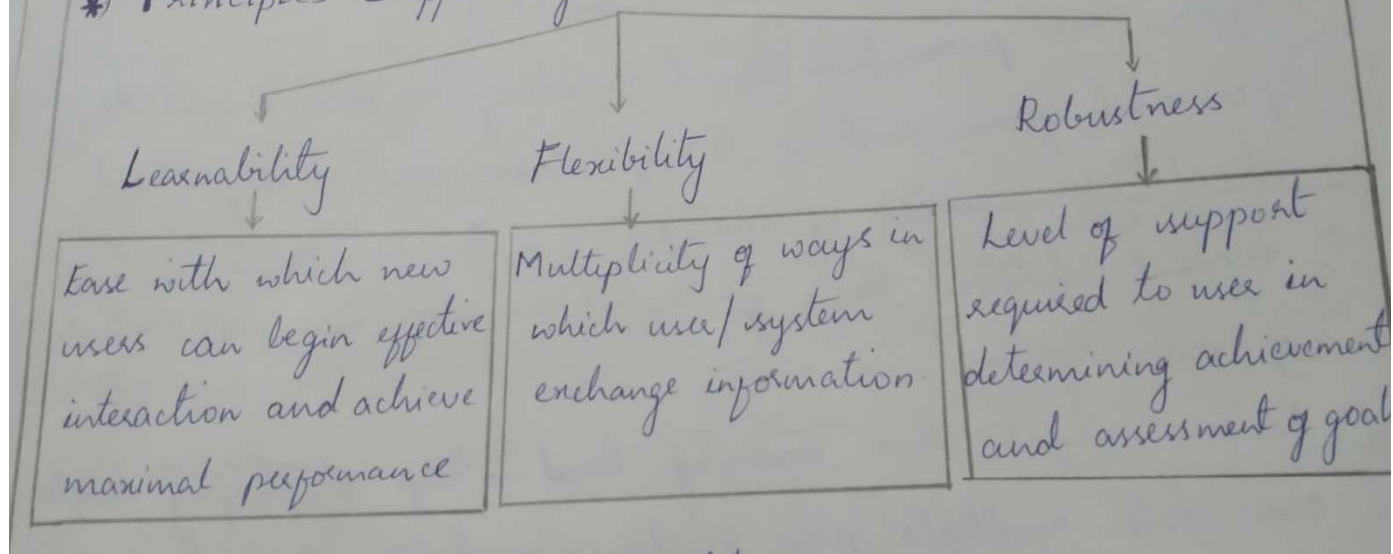 *) Principles
Learnability
Flexibility
Robustness
Ease with which new
users can begin effective
interaction and achieve
maximal performance
Multiplicity of ways in
which user/system
exchange information.
Level of support
required to user in
determining achievement
and assessment of goal